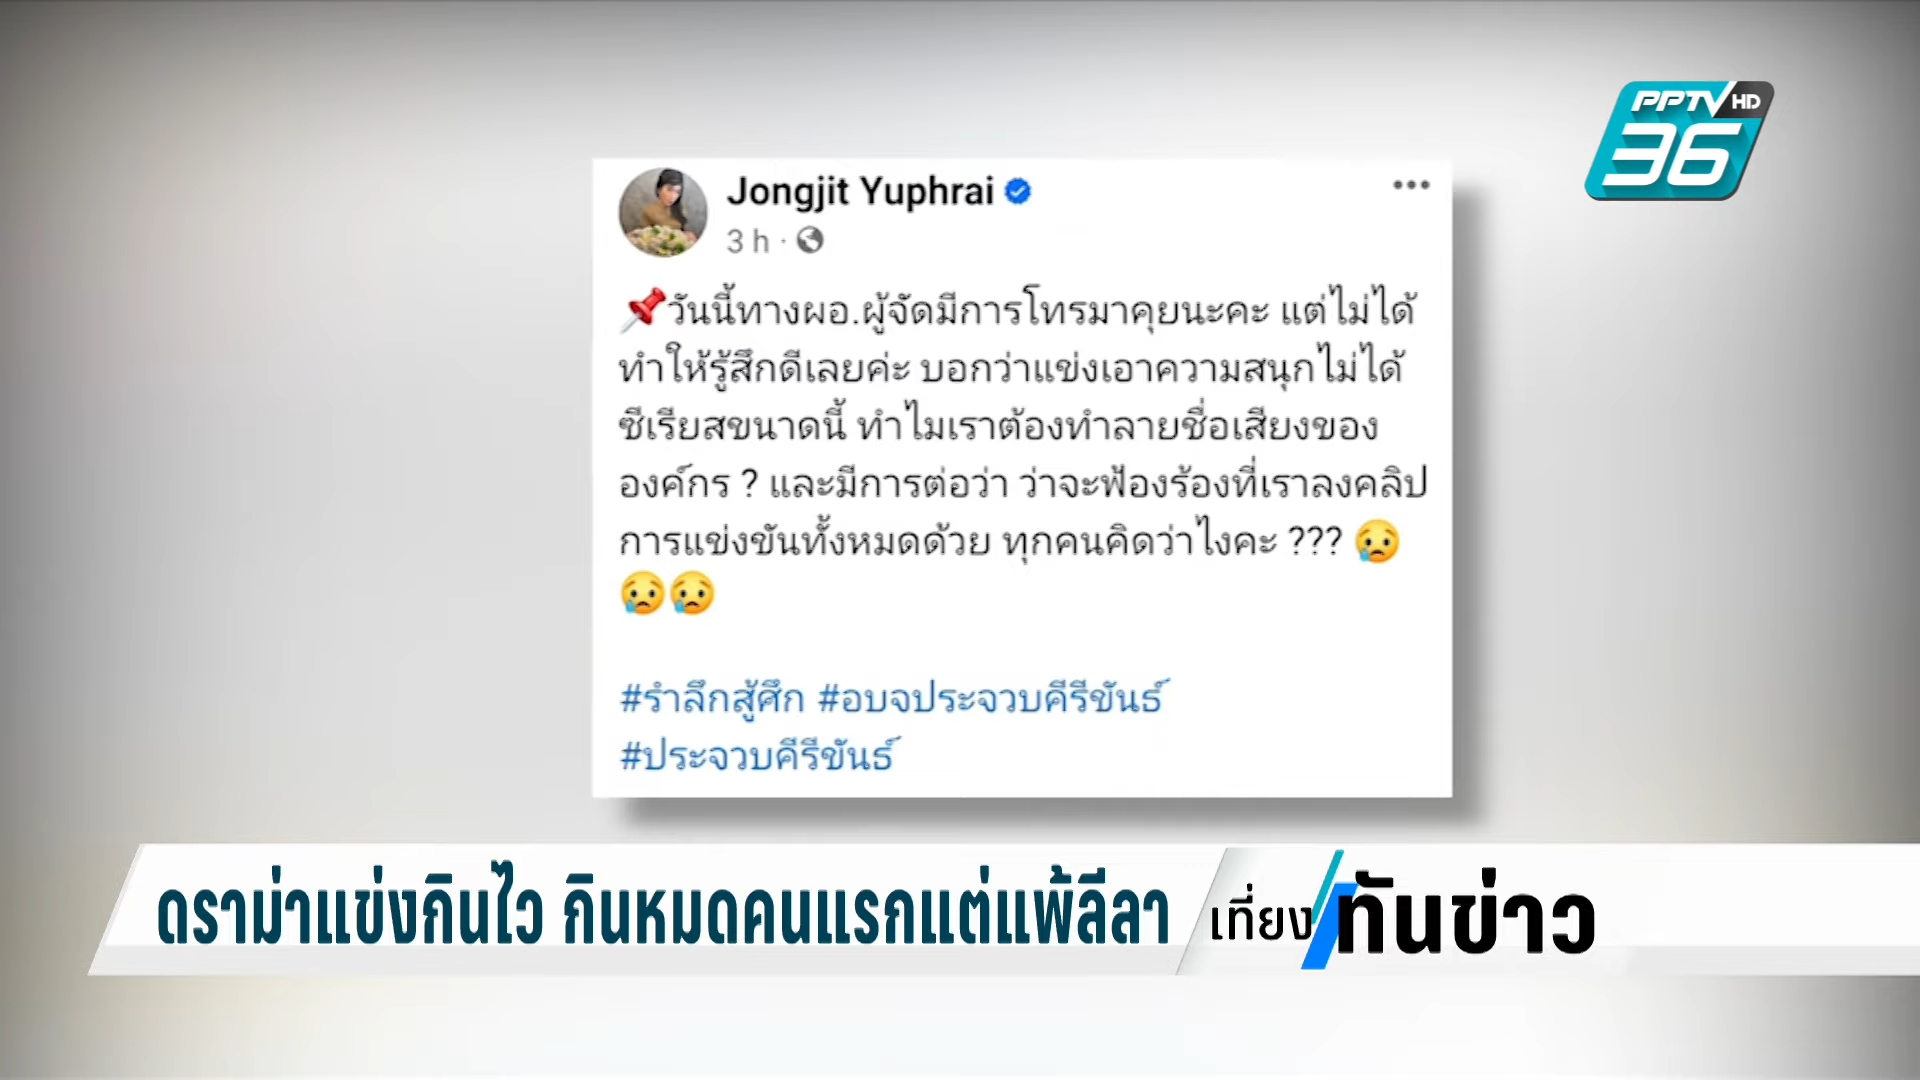 PPTV HD
36
Jongjit Yuphrai
3 h ·
📌วันนี้ทางผอ.ผู้จัดมีการโทรมาคุยนะคะ แต่ไม่ได้
ทำให้รู้สึกดีเลยค่ะ บอกว่าแข่งเอาความสนุกไม่ได้
ซีเรียสขนาดนี้ ทำไมเราต้องทำลายชื่อเสียงของ
องค์กร ? และมีการต่อว่า ว่าจะฟ้องร้องที่เราลงคลิป
การแข่งขันทั้งหมดด้วย ทุกคนคิดว่าไงคะ ??? 😢
😢😢
#รำลึกสู้ศึก #อบจประจวบคีรีขันธ์
#ประจวบคีรีขันธ์
ดราม่าแข่งกินไว กินหมดคนแรกแต่แพ้ลีลา
เที่ยงทันข่าว